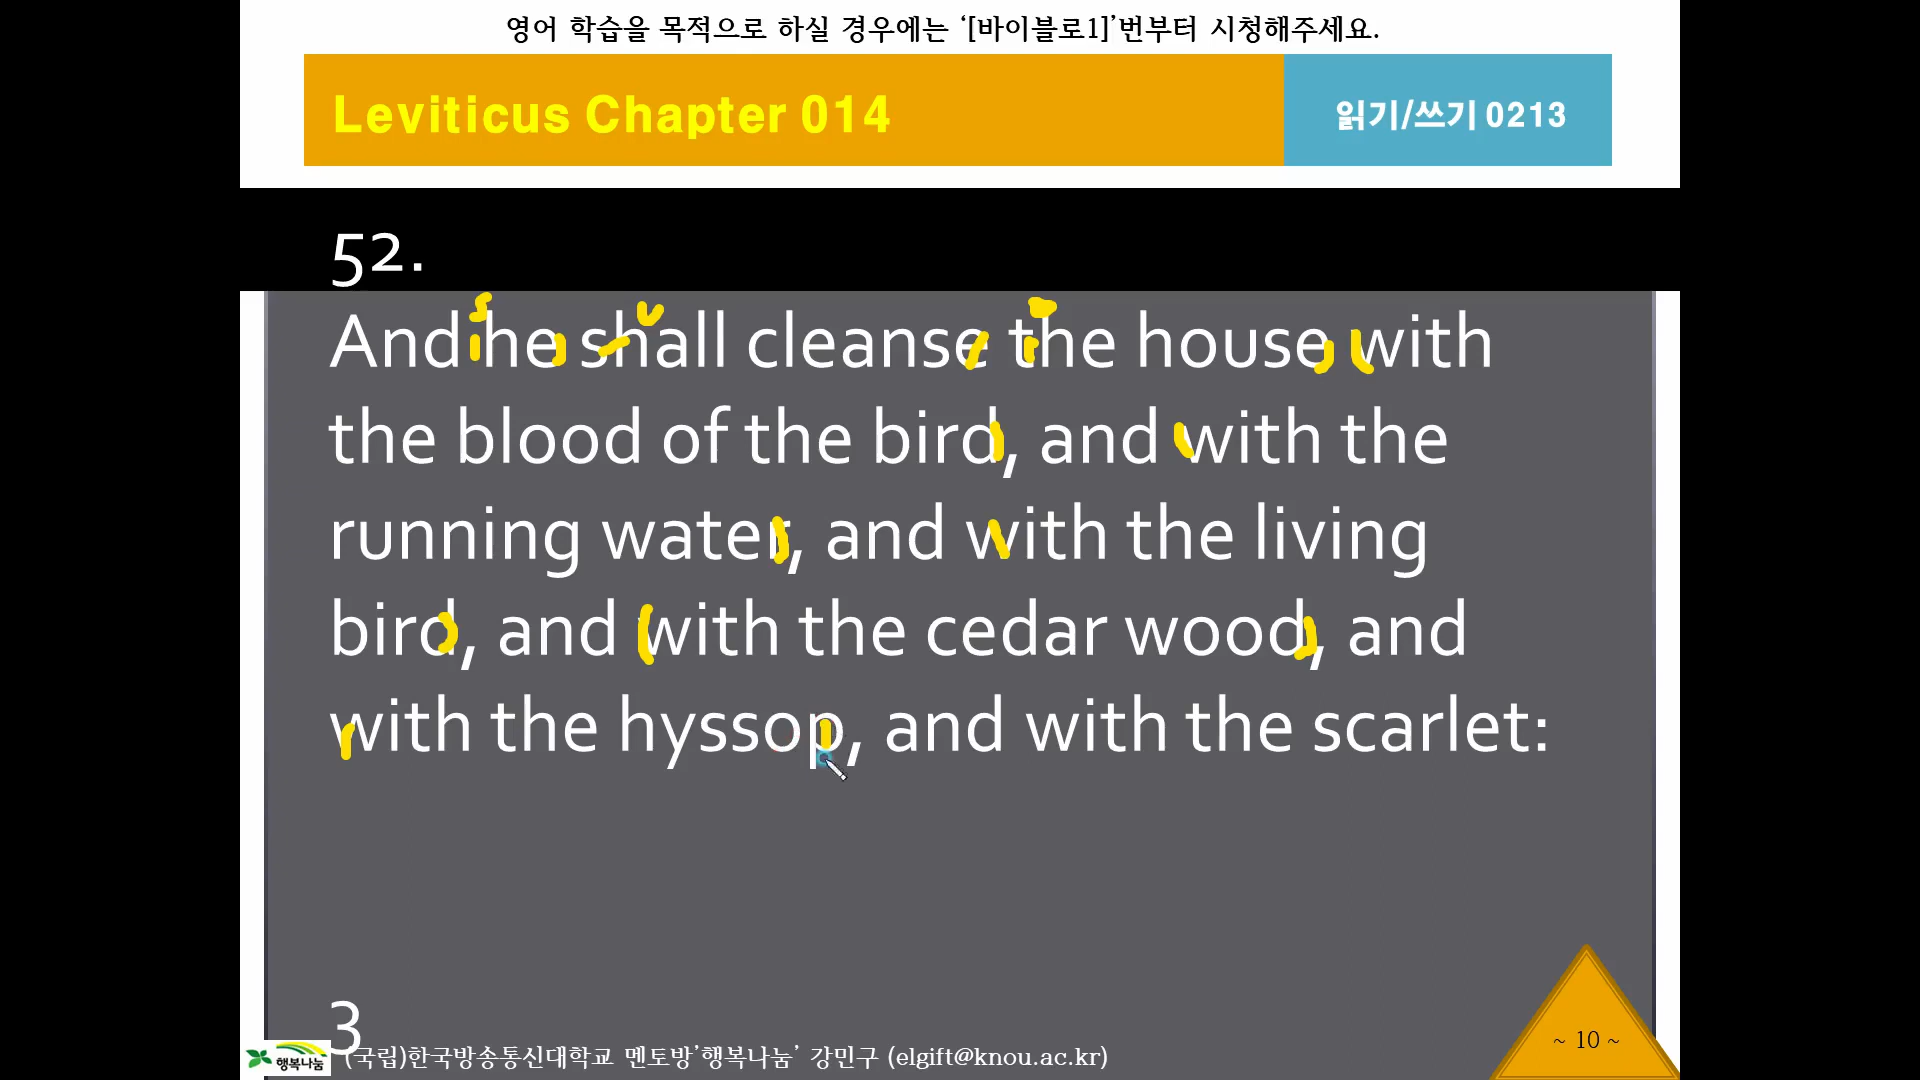 영어 학습을 목적으로 하실 경우에는 ‘[바이블로1]’번부터 시청해주세요.
Leviticus Chapter 014
읽기/쓰기 0213
52.
And he shall cleanse the house with
the blood of the bird, and with the
running water, and with the living
bird, and with the cedar wood, and
with the hyssop, and with the scarlet:
3
행복나눔
(국립)한국방송통신대학교 멘토방’행복나눔’ 강민구 (elgift@knou.ac.kr)
~ 10 ~